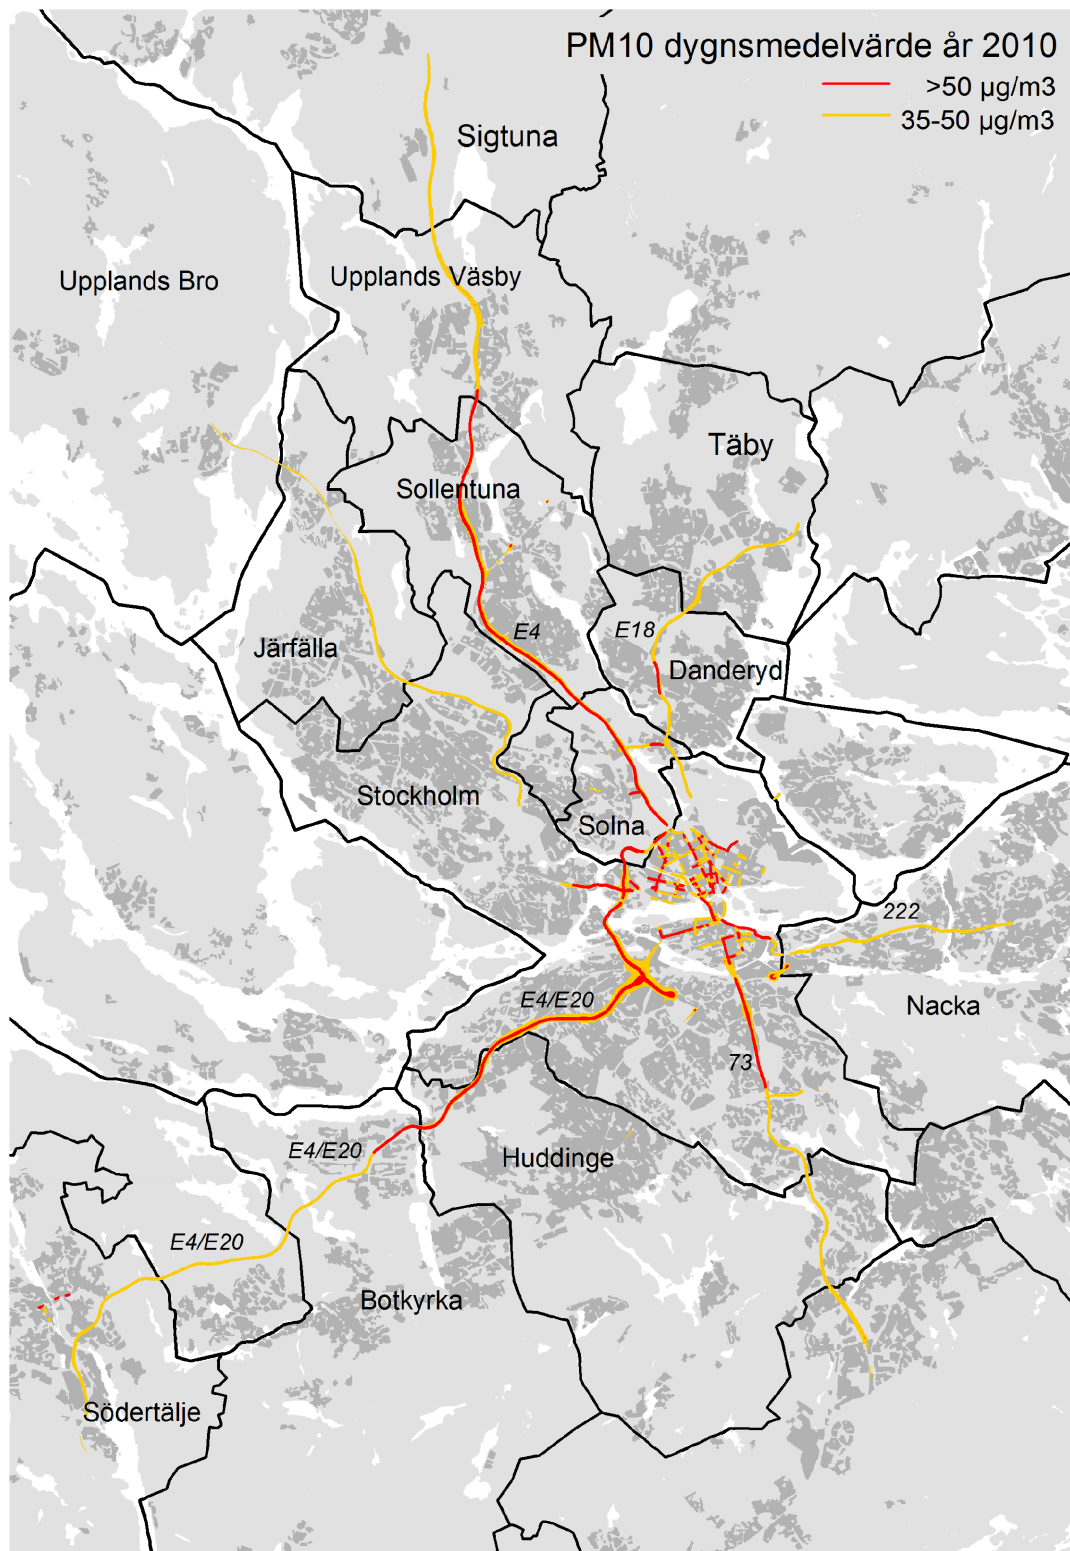 PM10 dygnsmedelvärde år 2010
>50 µg/m3
35-50 µg/m3
Sigtuna
Upplands Bro
Upplands Väsby
Täby
Sollentuna
E4
E18
Järfälla
Danderyd
Stockholm
Solna
222
E4/E20
Nacka
73
E4/E20
Huddinge
E4/E20
Botkyrka
Södertälje